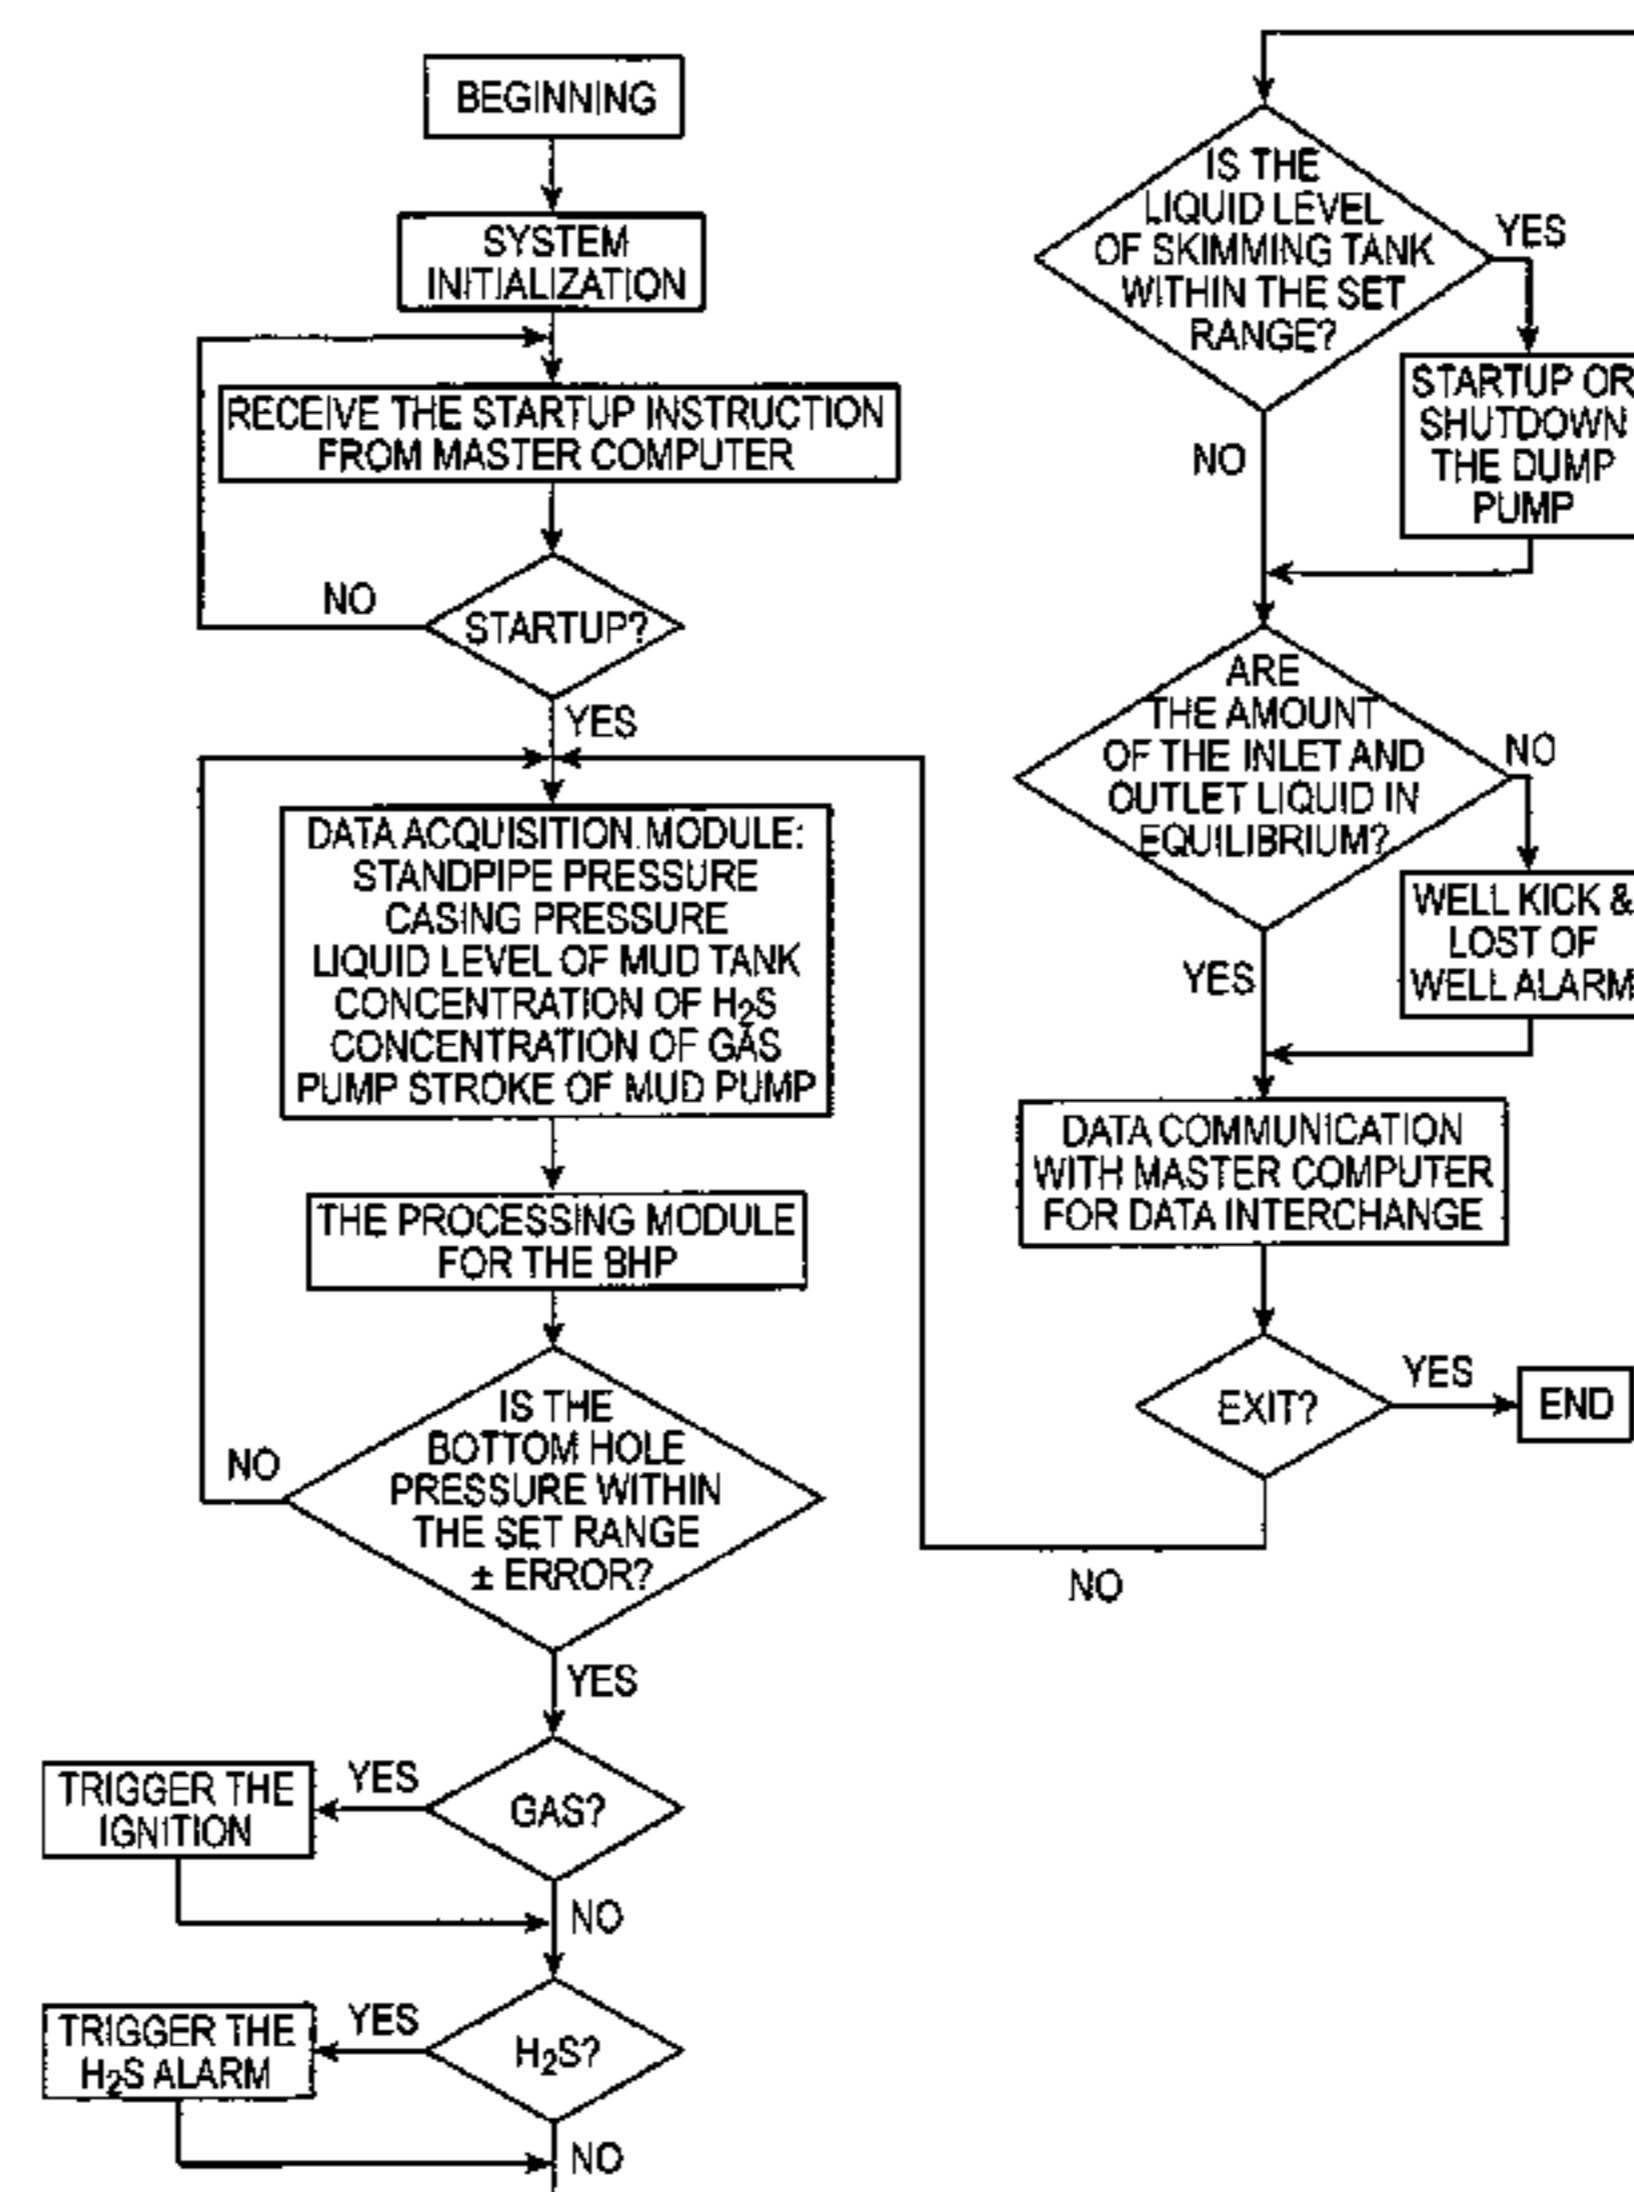 BEGINNING
SYSTEM
INITIALIZATION
RECEIVE THE STARTUP INSTRUCTION
FROM MASTER COMPUTER
NO
STARTUP?
YES
DATA ACQUISITION MODULE:
STANDPIPE PRESSURE
CASING PRESSURE
LIQUID LEVEL OF MUD TANK
CONCENTRATION OF H₂S
CONCENTRATION OF GAS
PUMP STROKE OF MUD PUMP
THE PROCESSING MODULE
FOR THE BHP
IS THE
BOTTOM HOLE
PRESSURE WITHIN
THE SET RANGE
± ERROR?
NO
YES
GAS?
YES
TRIGGER THE
IGNITION
NO
H₂S?
YES
TRIGGER THE
H₂S ALARM
NO
IS THE
LIQUID LEVEL
OF SKIMMING TANK
WITHIN THE SET
RANGE?
YES
STARTUP OR
SHUTDOWN
THE DUMP
PUMP
NO
ARE
THE AMOUNT
OF THE INLET AND
OUTLET LIQUID IN
EQUILIBRIUM?
NO
WELL KICK &
LOST OF
WELL ALARM
YES
DATA COMMUNICATION
WITH MASTER COMPUTER
FOR DATA INTERCHANGE
EXIT?
YES
END
NO